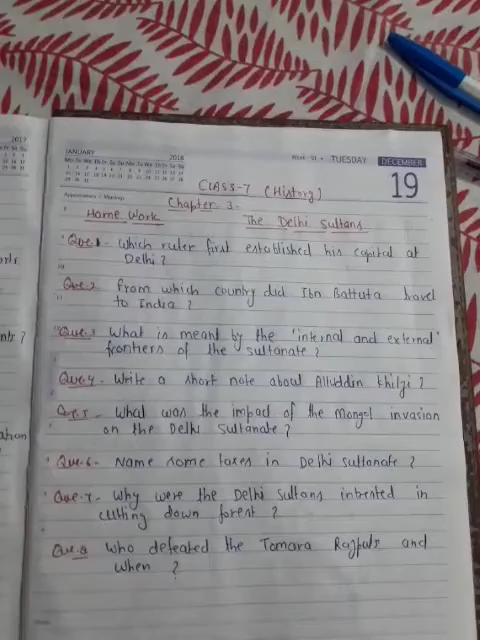 JANUARY 2018
Week - 51 • TUESDAY DECEMBER
19
Appointments / Meetings
CLASS-7 (History)
Chapter 3-
Home Work The Delhi Sultans
Que.1- Which ruler first established his capital at
Delhi?
Que.2 From which country did Ibn Battuta travel
to India?
Que.3 What is meant by the 'internal and external'
frontiers of the sultanate?
Que.4- Write a short note about Alluddin Khilji?
Que.5- What was the impact of the Mongol invasion
on the Delhi Sultanate?
Que.6- Name some taxes in Delhi Sultanate?
Que.7- Why were the Delhi Sultans intrested in
cutting down forest?
Que.8 Who defeated the Tomara Rajputs and
when?
2017